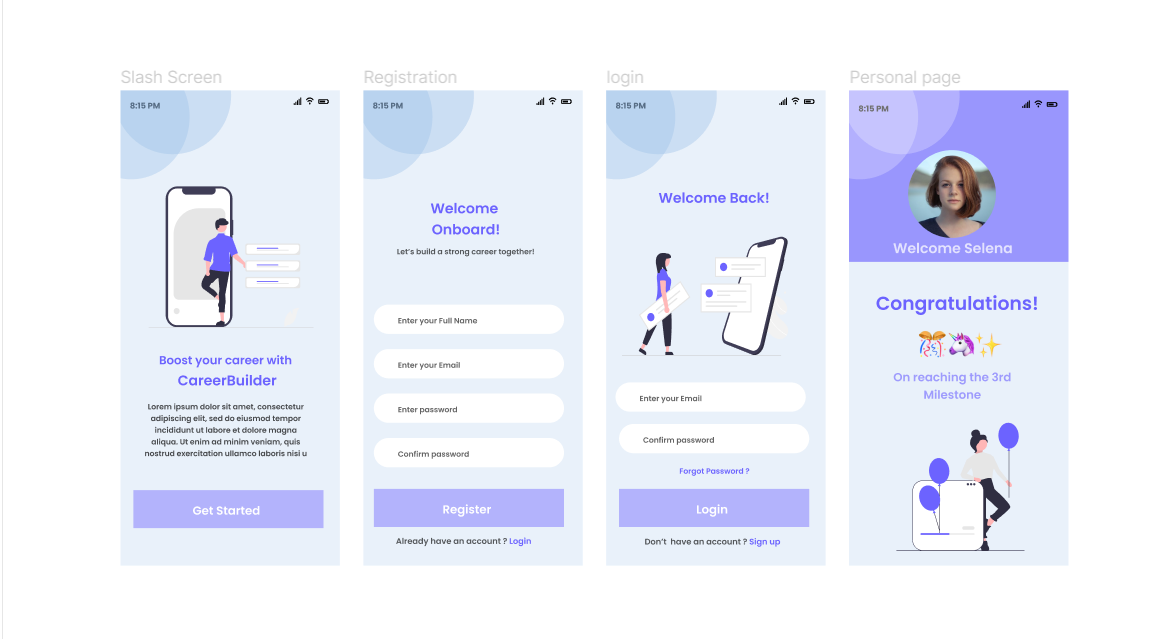 Slash Screen
8:15 PM
Boost your career with
CareerBuilder
Lorem ipsum dolor sit amet, consectetur
adipiscing elit, sed do eiusmod tempor
incididunt ut labore et dolore magna
aliqua. Ut enim ad minim veniam, quis
nostrud exercitation ullamco laboris nisi u
Get Started
Registration
8:15 PM
Welcome
Onboard!
Let's build a strong career together!
Enter your Full Name
Enter your Email
Enter password
Confirm password
Register
Already have an account ? Login
login
8:15 PM
Welcome Back!
Enter your Email
Confirm password
Forgot Password ?
Login
Don't have an account ? Sign up
Personal page
8:15 PM
Welcome Selena
Congratulations!
On reaching the 3rd
Milestone